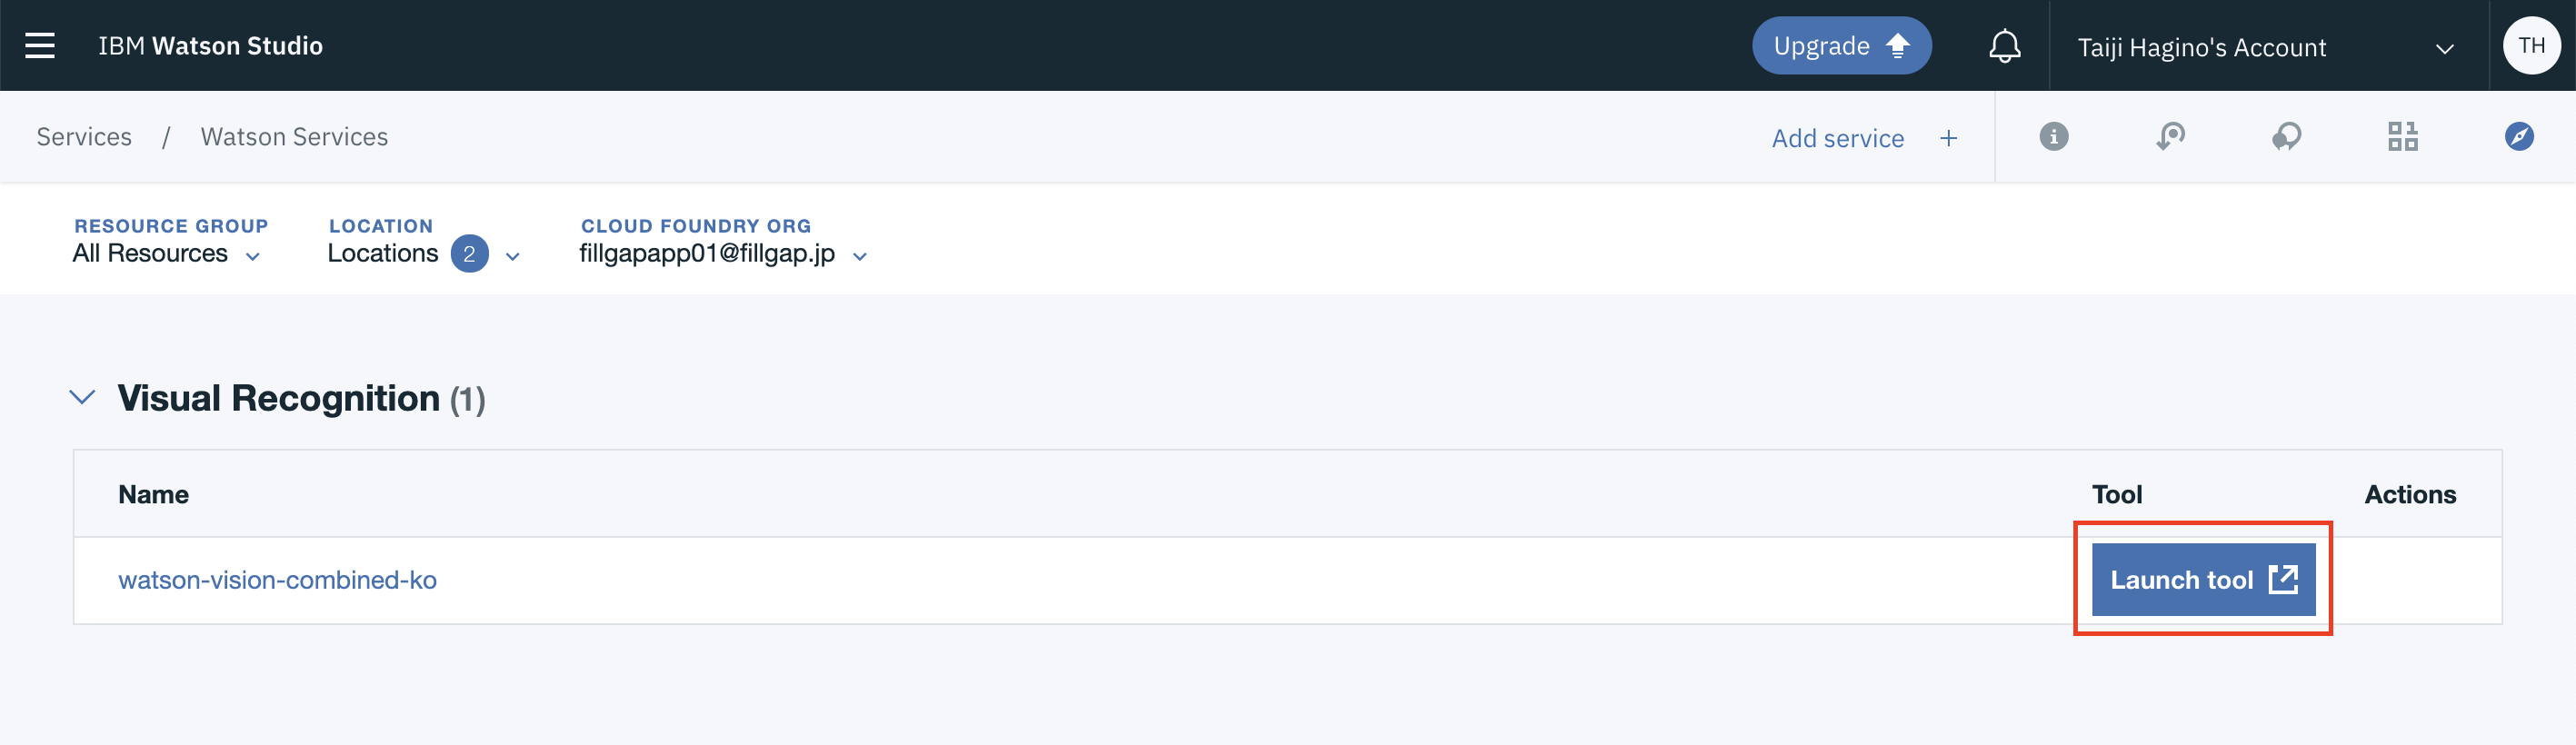 IBM Watson Studio
Upgrade
Taiji Hagino's Account
TH
Services / Watson Services
Add service +
RESOURCE GROUP
All Resources
LOCATION
Locations 2
CLOUD FOUNDRY ORG
fillgapapp01@fillgap.jp
Visual Recognition (1)
Name Tool Actions
watson-vision-combined-ko Launch tool